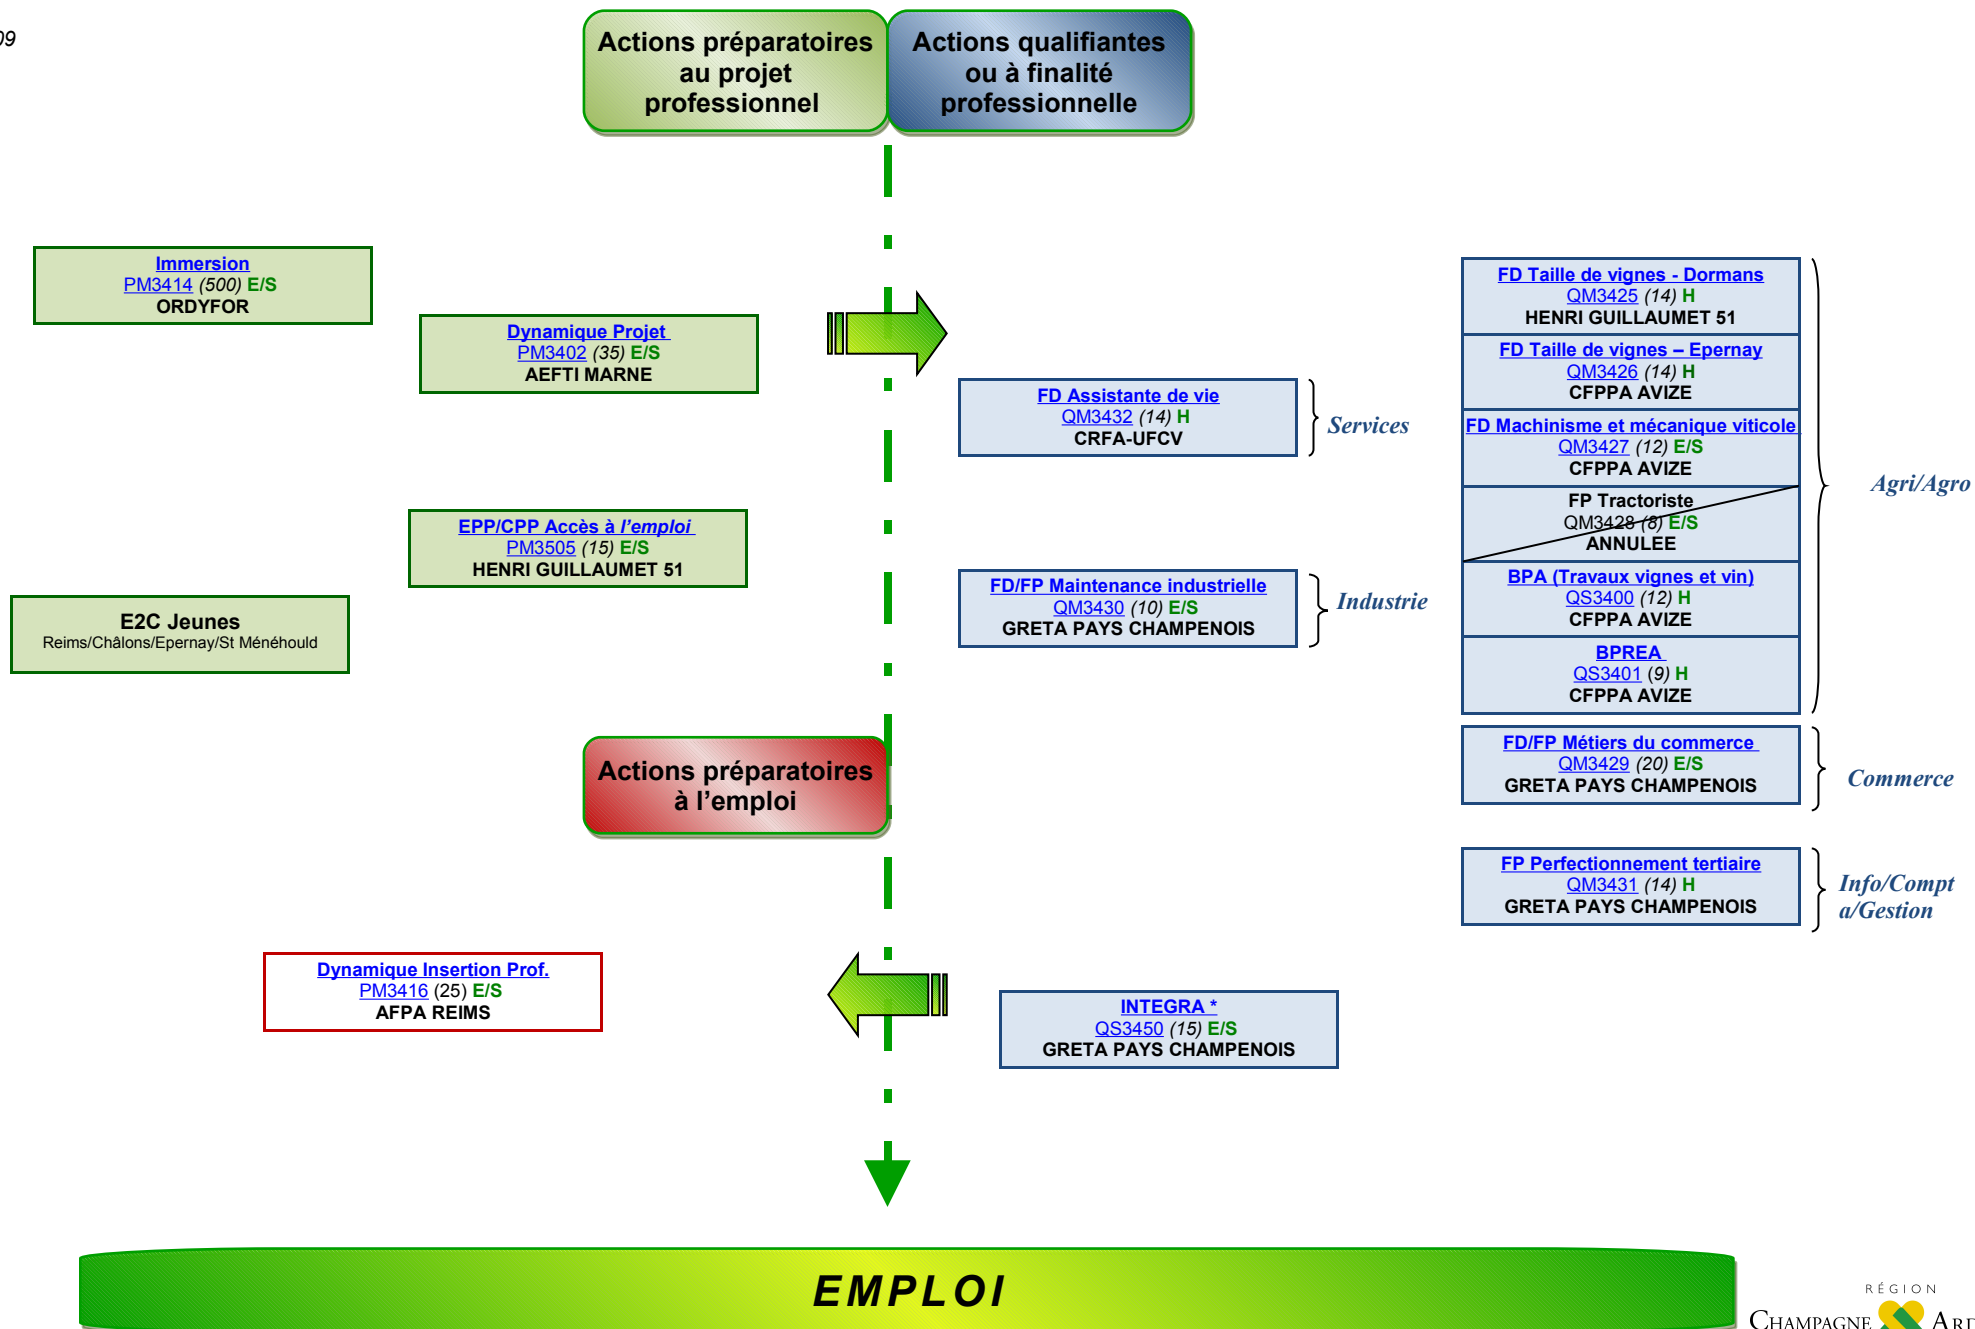 09
Actions préparatoires
au projet
professionnel
Actions qualifiantes
ou à finalité
professionnelle
Immersion
PM3414 (500) E/S
ORDYFOR
Dynamique Projet
PM3402 (35) E/S
AEFTI MARNE
EPP/CPP Accès à l'emploi
PM3505 (15) E/S
HENRI GUILLAUMET 51
E2C Jeunes
Reims/Châlons/Epernay/St Ménéhould
FD Assistante de vie
QM3432 (14) H
CRFA-UFCV
Services
FD/FP Maintenance industrielle
QM3430 (10) E/S
GRETA PAYS CHAMPENOIS
Industrie
FD Taille de vignes - Dormans
QM3425 (14) H
HENRI GUILLAUMET 51
FD Taille de vignes – Epernay
QM3426 (14) H
CFPPA AVIZE
FD Machinisme et mécanique viticole
QM3427 (12) E/S
CFPPA AVIZE
FP Tractoriste
QM3428 (8) E/S
ANNULEE
BPA (Travaux vignes et vin)
QS3400 (12) H
CFPPA AVIZE
BPREA
QS3401 (9) H
CFPPA AVIZE
Agri/Agro
FD/FP Métiers du commerce
QM3429 (20) E/S
GRETA PAYS CHAMPENOIS
Commerce
FP Perfectionnement tertiaire
QM3431 (14) H
GRETA PAYS CHAMPENOIS
Info/Compt
a/Gestion
Actions préparatoires
à l’emploi
Dynamique Insertion Prof.
PM3416 (25) E/S
AFPA REIMS
INTEGRA *
QS3450 (15) E/S
GRETA PAYS CHAMPENOIS
EMPLOI
RÉGION
CHAMPAGNE ARD